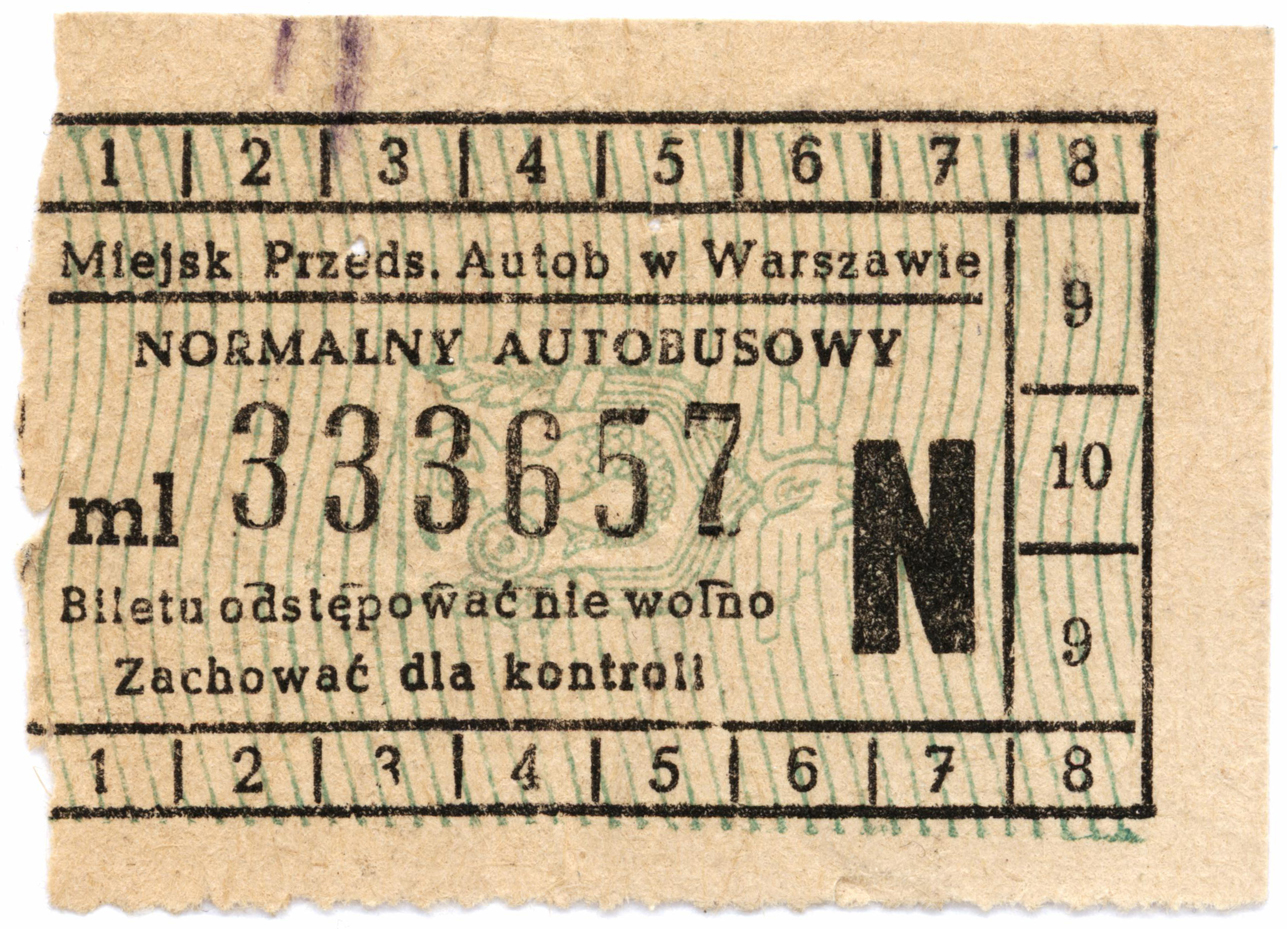 1 2 3 4 5 6 7 8
Miejsk Przeds. Autob w Warszawie
9
NORMALNY AUTOBUSOWY
ml 333657 N
10
Biletu odstępować nie wolno
9
Zachować dla kontroli
1 2 3 4 5 6 7 8